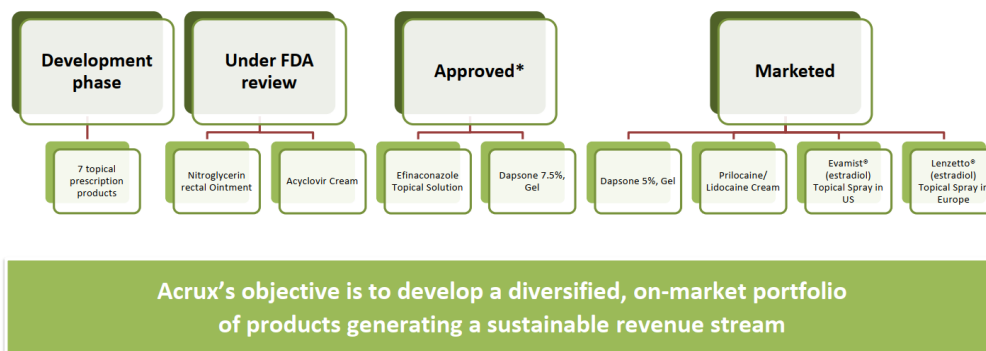 Development
phase
Under FDA
review
Approved*
Marketed
7 topical
prescription
products
Nitroglycerin
rectal Ointment
Acyclovir Cream
Efinaconazole
Topical Solution
Dapsone 7.5%,
Gel
Dapsone 5%, Gel
Prilocaine/
Lidocaine Cream
Evamist®
(estradiol)
Topical Spray in
US
Lenzetto®
(estradiol)
Topical Spray in
Europe
Acrux’s objective is to develop a diversified, on-market portfolio
of products generating a sustainable revenue stream